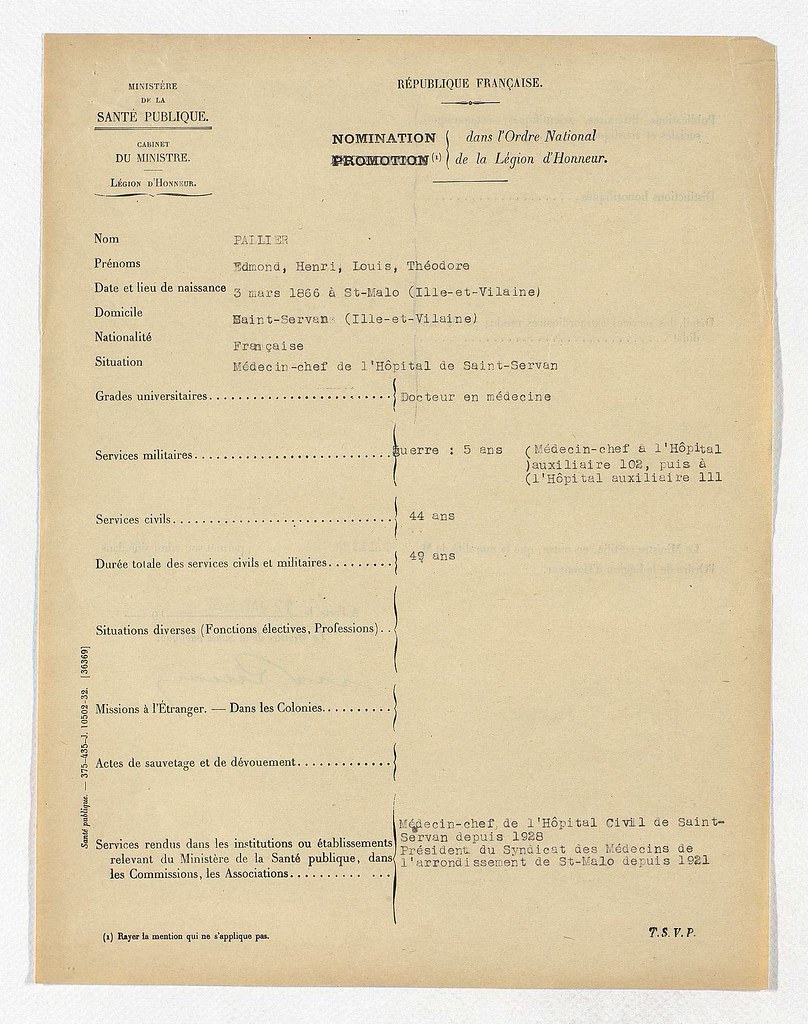 MINISTÈRE
DE LA
SANTÉ PUBLIQUE.
CABINET
DU MINISTRE.
LÉGION D'HONNEUR.
RÉPUBLIQUE FRANÇAISE.
NOMINATION dans l'Ordre National
PROMOTION (1) de la Légion d'Honneur.
Nom PALLIER
Prénoms Edmond, Henri, Louis, Théodore
Date et lieu de naissance 3 mars 1866 à St-Malo (Ille-et-Vilaine)
Domicile Saint-Servan (Ille-et-Vilaine)
Nationalité Française
Situation Médecin-chef de l'Hôpital de Saint-Servan
Grades universitaires Docteur en médecine
Services militaires Guerre : 5 ans (Médecin-chef à l'Hôpital
)auxiliaire 102, puis à
(l'Hôpital auxiliaire 111
Services civils 44 ans
Durée totale des services civils et militaires 49 ans
Situations diverses (Fonctions électives, Professions)
Missions à l'Étranger. — Dans les Colonies
Actes de sauvetage et de dévouement
Services rendus dans les institutions ou établissements
relevant du Ministère de la Santé publique, dans
les Commissions, les Associations
Médecin-chef de l'Hôpital Civil de Saint-
Servan depuis 1928
Président du Syndicat des Médecins de
l'arrondissement de St-Malo depuis 1921
Santé publique. — 375-435-J. 10502-32. [36369]
(1) Rayer la mention qui ne s'applique pas.
T. S. V. P.